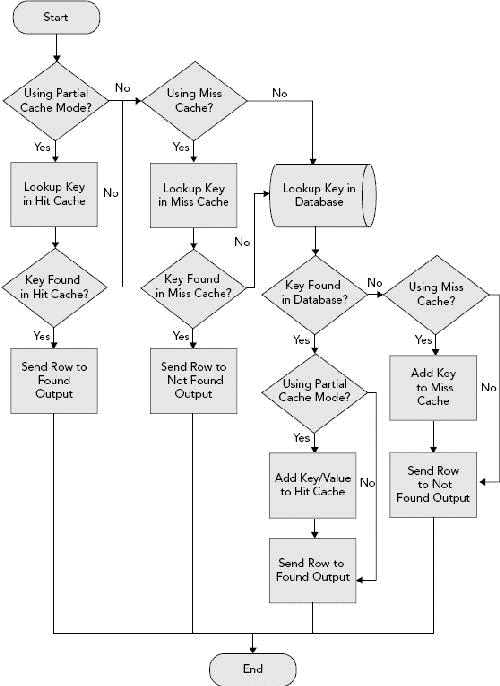 Start
Using Partial
Cache Mode?
No
Using Miss
Cache?
No
Yes
Yes
Lookup Key
in Hit Cache
No
Lookup Key
in Miss Cache
Lookup Key in
Database
No
Key Found
in Hit Cache?
Key Found
in Miss Cache?
Key Found
in Database?
No
Using Miss
Cache?
Yes
Yes
Yes
Yes
Send Row to
Found
Output
Send Row to
Not Found
Output
Using Partial
Cache Mode?
Add Key
to Miss
Cache
No
Yes
Add Key/Value
to Hit Cache
No
Send Row
to Not
Found Output
Send Row to
Found Output
End